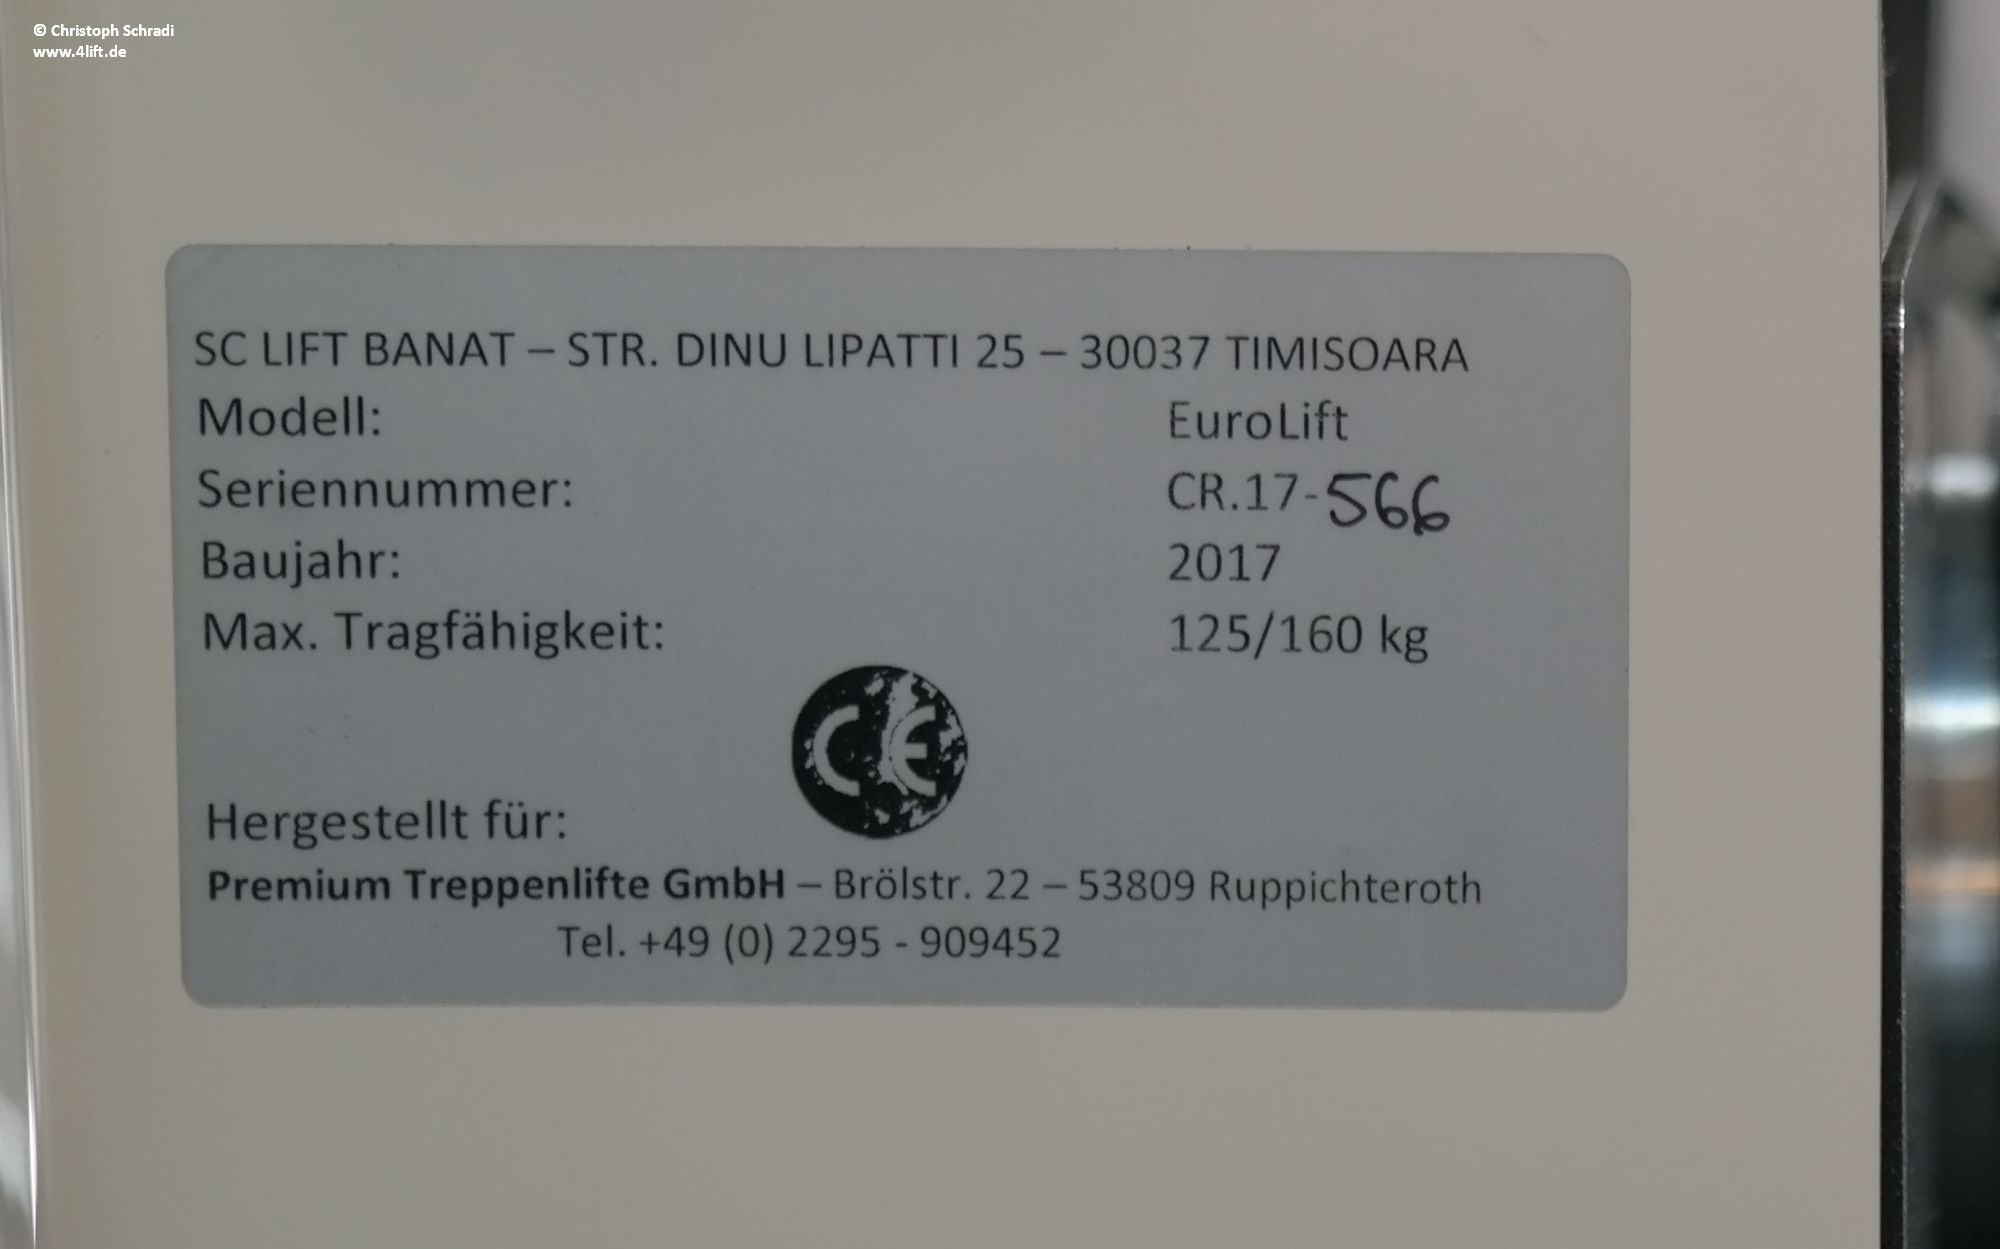 © Christoph Schradi
www.4lift.de
SC LIFT BANAT – STR. DINU LIPATTI 25 – 30037 TIMISOARA
Modell: EuroLift
Seriennummer: CR.17-566
Baujahr: 2017
Max. Tragfähigkeit: 125/160 kg
CE
Hergestellt für:
Premium Treppenlifte GmbH – Brölstr. 22 – 53809 Ruppichteroth
Tel. +49 (0) 2295 - 909452